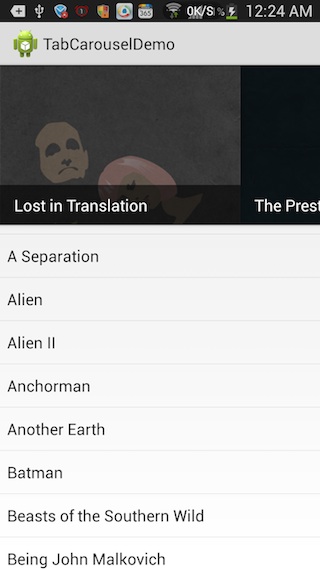 365
0K/S
%
12:24 AM
TabCarouselDemo
Lost in Translation
The Prest
A Separation
Alien
Alien II
Anchorman
Another Earth
Batman
Beasts of the Southern Wild
Being John Malkovich